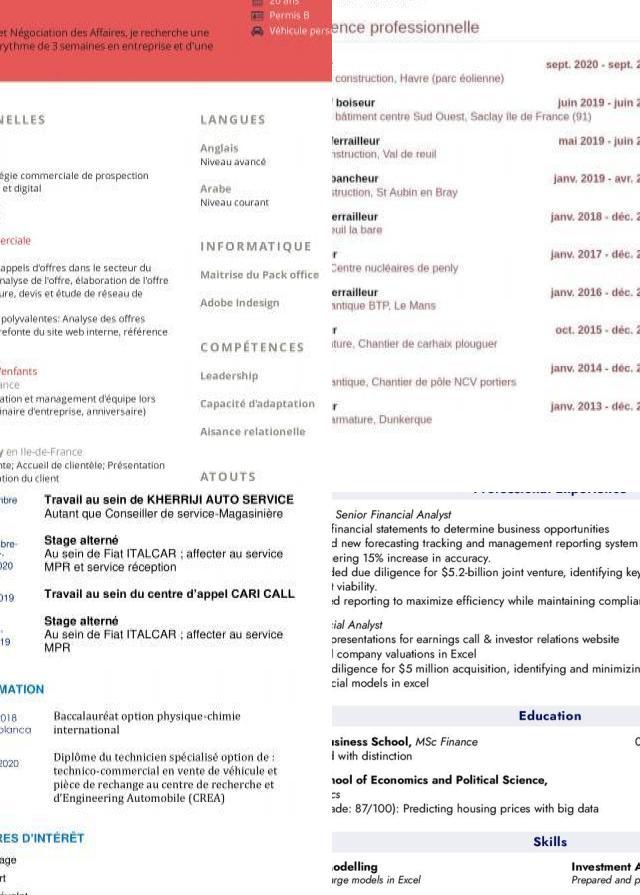 20 ans
Permis B
Véhicule pers
et Négociation des Affaires, je recherche une
rythme de 3 semaines en entreprise et d'une
NELLES
égie commerciale de prospection
et digital
erciale
appels d'offres dans le secteur du
nalyse de l'offre, élaboration de l'offre
ure, devis et étude de réseau de
polyvalentes: Analyse des offres
refonte du site web interne, référence
'enfants
ance
ation et management d'équipe lors
inaire d'entreprise, anniversaire)
y en Ile-de-France
nte; Accueil de clientèle; Présentation
ation du client
LANGUES
Anglais
Niveau avancé
Arabe
Niveau courant
INFORMATIQUE
Maitrise du Pack office
Adobe Indesign
COMPÉTENCES
Leadership
Capacité d'adaptation
Aisance relationelle
ATOUTS
ence professionnelle
sept. 2020 - sept. 2
construction, Havre (parc éolienne)
boiseur juin 2019 - juin 2
bâtiment centre Sud Ouest, Saclay île de France (91)
ferrailleur mai 2019 - juin 2
nstruction, Val de reuil
bancheur janv. 2019 - avr. 2
struction, St Aubin en Bray
errailleur janv. 2018 - déc. 2
euil la bare
r janv. 2017 - déc. 2
Centre nucléaires de penly
errailleur janv. 2016 - déc. 2
antique BTP, Le Mans
r oct. 2015 - déc. 2
ture, Chantier de carhaix plouguer
janv. 2014 - déc. 2
antique, Chantier de pôle NCV portiers
r janv. 2013 - déc. 2
armature, Dunkerque
mbre
Travail au sein de KHERRIJI AUTO SERVICE
Autant que Conseiller de service-Magasinière
bre-
020
Stage alterné
Au sein de Fiat ITALCAR ; affecter au service
MPR et service réception
2019
Travail au sein du centre d'appel CARI CALL
19
Stage alterné
Au sein de Fiat ITALCAR ; affecter au service
MPR
MATION
2018
blanca
Baccalauréat option physique-chimie
international
2020
Diplôme du technicien spécialisé option de :
technico-commercial en vente de véhicule et
pièce de rechange au centre de recherche et
d'Engineering Automobile (CREA)
RES D'INTÉRÊT
age
rt
Professional Experience
Senior Financial Analyst
financial statements to determine business opportunities
d new forecasting tracking and management reporting system
ering 15% increase in accuracy.
ded due diligence for $5.2-billion joint venture, identifying key
t viability.
ed reporting to maximize efficiency while maintaining complian
ial Analyst
presentations for earnings call & investor relations website
l company valuations in Excel
diligence for $5 million acquisition, identifying and minimizin
cial models in excel
Education
usiness School, MSc Finance 0
d with distinction
hool of Economics and Political Science,
cs
ade: 87/100): Predicting housing prices with big data
Skills
odelling
arge models in Excel
Investment A
Prepared and p